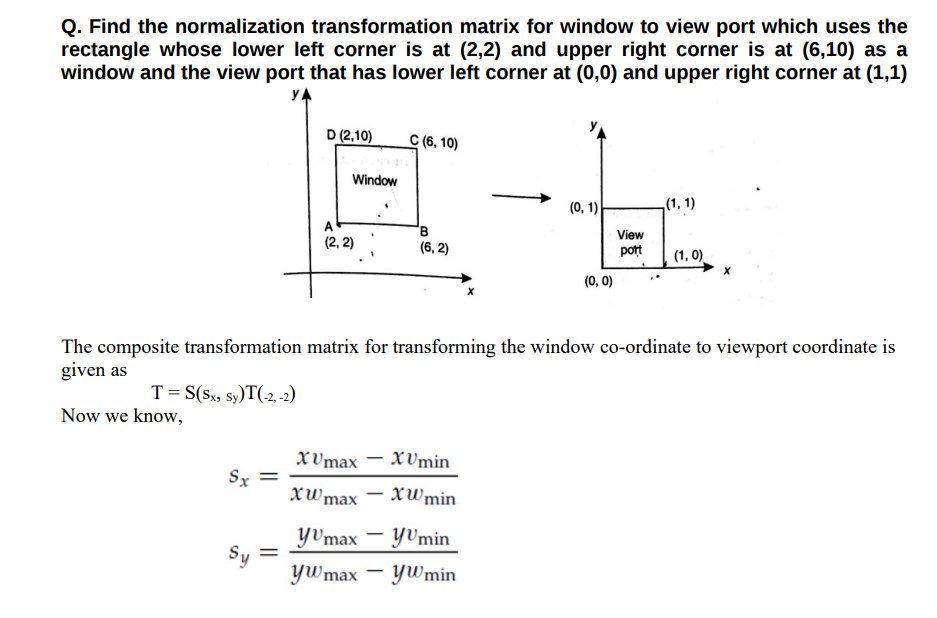 Q. Find the normalization transformation matrix for window to view port which uses the
rectangle whose lower left corner is at (2,2) and upper right corner is at (6,10) as a
window and the view port that has lower left corner at (0,0) and upper right corner at (1,1)
y
D (2,10)
C (6, 10)
Window
A
(2, 2)
B
(6, 2)
x
y
(0, 1)
(1, 1)
View
port
(1, 0)
(0, 0)
x
The composite transformation matrix for transforming the window co-ordinate to viewport coordinate is
given as
T = S(sx, sy)T(-2, -2)
Now we know,
sx = (xvmax − xvmin) / (xwmax − xwmin)
sy = (yvmax − yvmin) / (ywmax − ywmin)